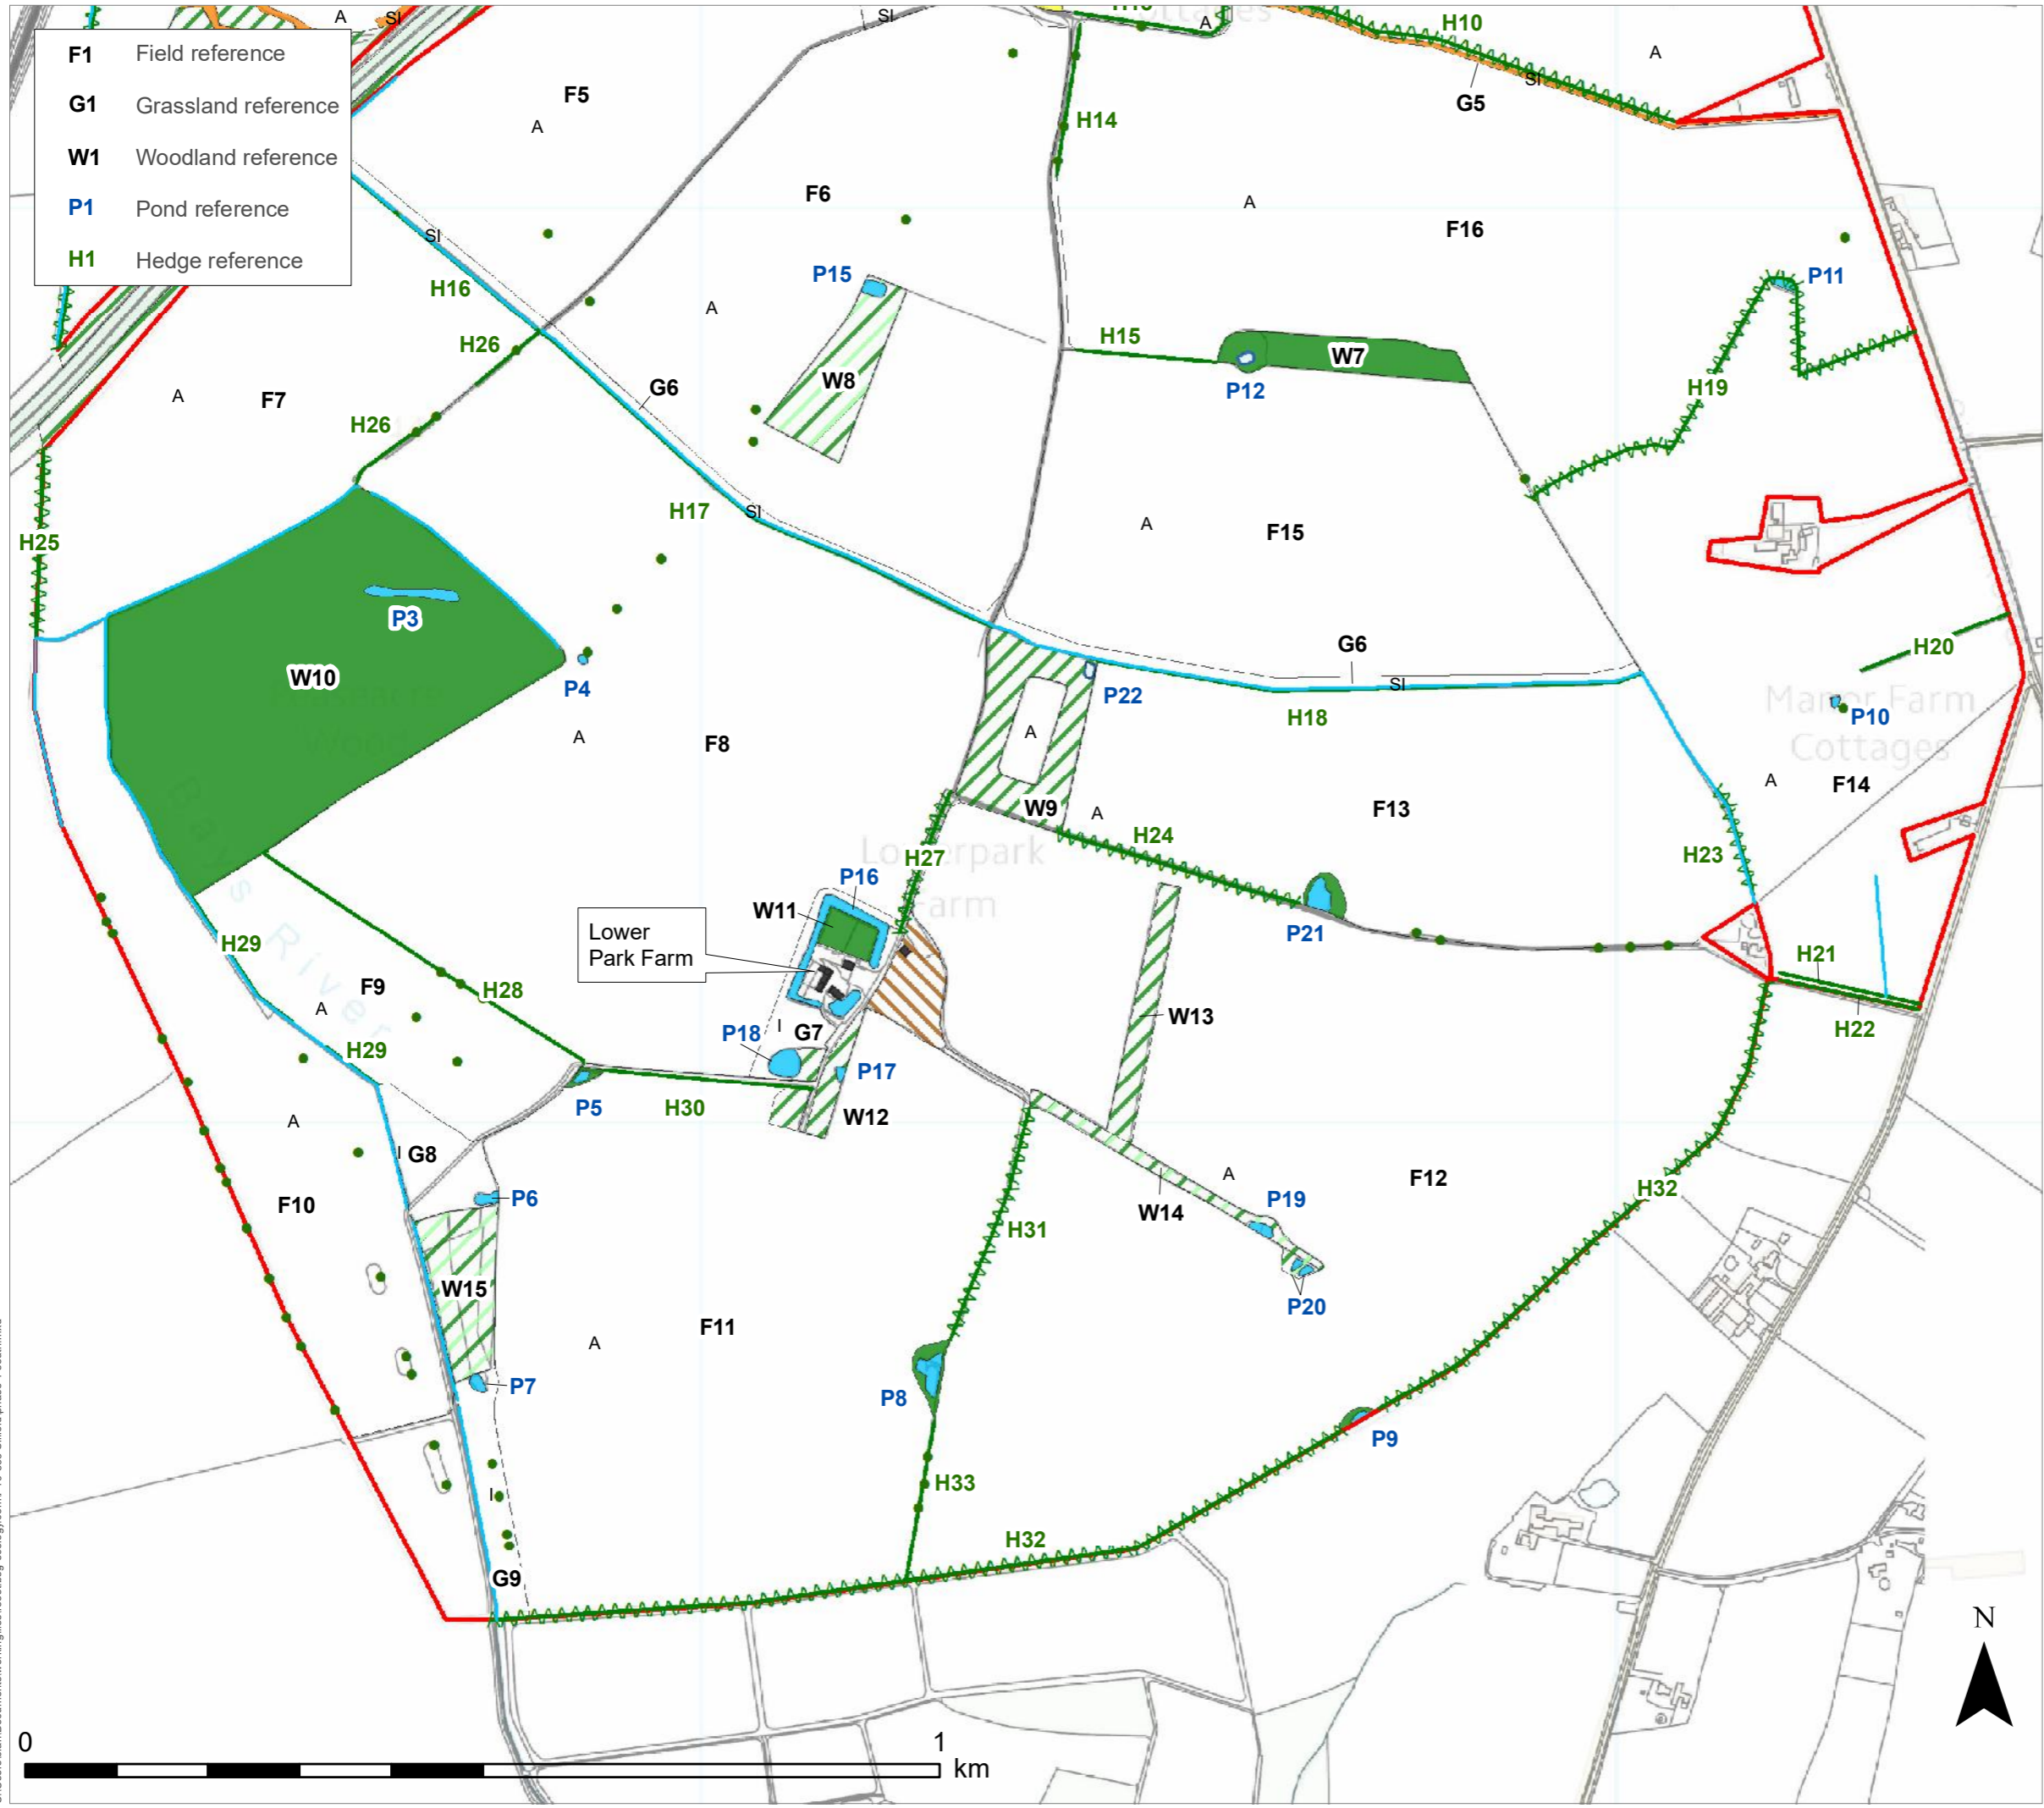 F1 Field reference
G1 Grassland reference
W1 Woodland reference
P1 Pond reference
H1 Hedge reference
A
SI
SI
A
H10
A
SI
G5
F5
A
H14
F6
A
F16
SI
H16
P15
P11
A
H26
H15
W7
P12
G6
W8
H19
A
F7
H26
H17
SI
A
F15
H25
P3
W10
P4
G6
H20
P22
SI
H18
Manor Farm
Cottages
P10
A
F8
A
A
F14
W9
A
F13
H24
H27
H23
Bays River
P16
W11
P21
Lower
Park Farm
H29
F9
H28
A
H21
H22
W13
P18
I
G7
H29
P17
P5
H30
W12
A
I
G8
F10
P6
H31
A
F12
P19
W14
H32
W15
P20
F11
A
P7
P8
P9
I
H33
H32
G9
N
0
1
km